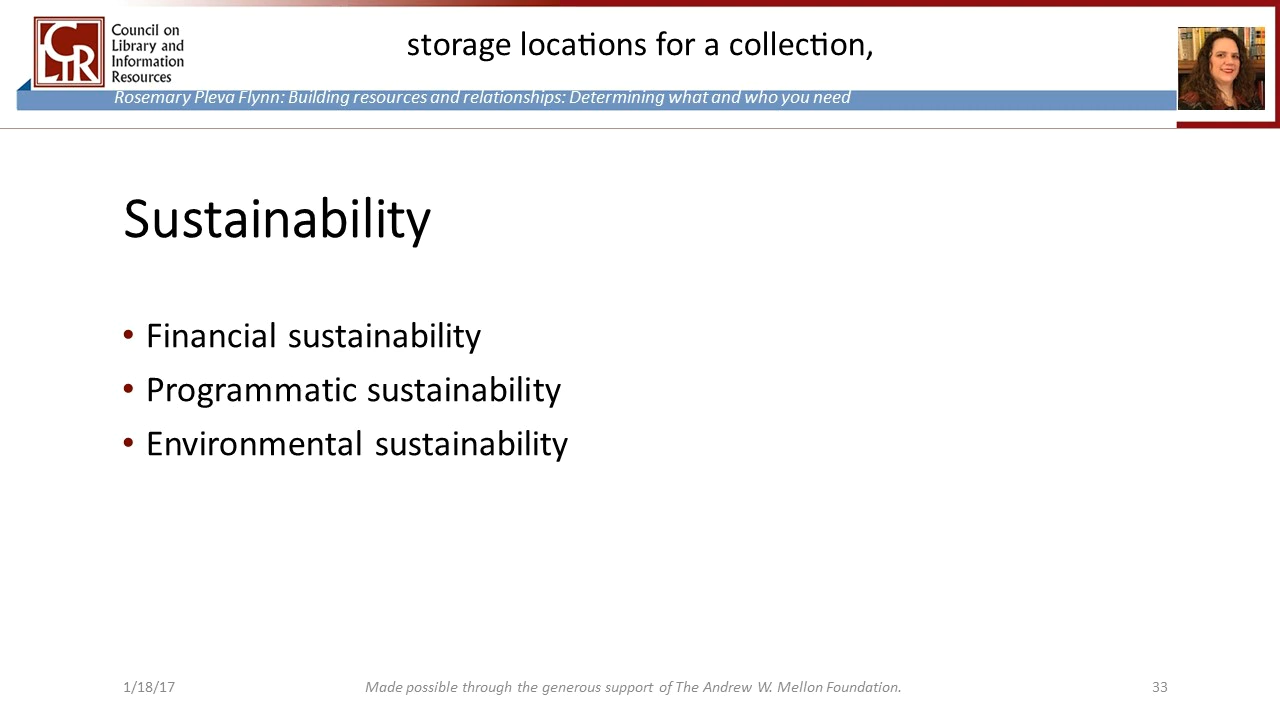 storage locations for a collection,
CLIR
Council on
Library and
Information
Resources
Rosemary Pleva Flynn: Building resources and relationships: Determining what and who you need
Sustainability
• Financial sustainability
• Programmatic sustainability
• Environmental sustainability
1/18/17
Made possible through the generous support of The Andrew W. Mellon Foundation.
33